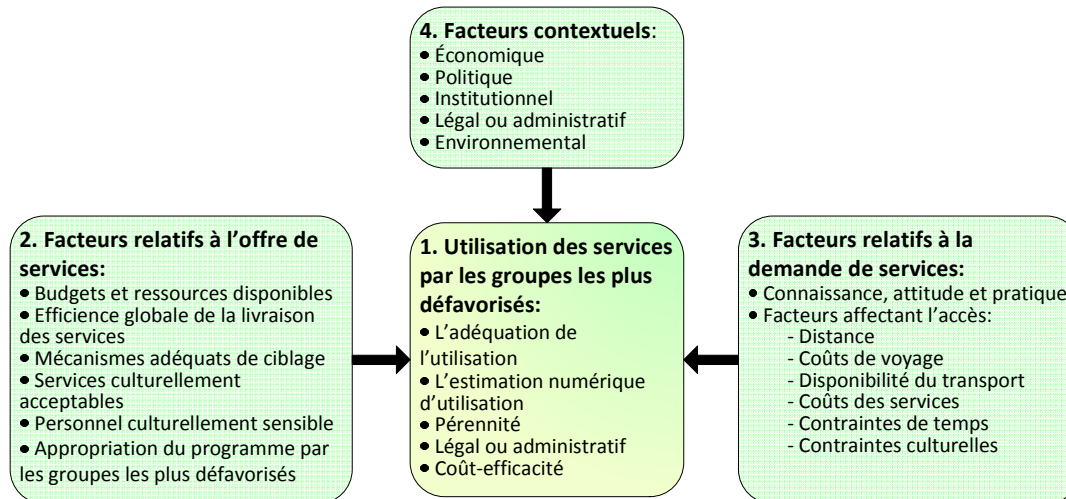 4. Facteurs contextuels:
• Économique
• Politique
• Institutionnel
• Légal ou administratif
• Environnemental
2. Facteurs relatifs à l’offre de
services:
• Budgets et ressources disponibles
• Efficience globale de la livraison
des services
• Mécanismes adéquats de ciblage
• Services culturellement
acceptables
• Personnel culturellement sensible
• Appropriation du programme par
les groupes les plus défavorisés
1. Utilisation des services
par les groupes les plus
défavorisés:
• L’adéquation de
l’utilisation
• L’estimation numérique
d’utilisation
• Pérennité
• Légal ou administratif
• Coût-efficacité
3. Facteurs relatifs à la
demande de services:
• Connaissance, attitude et pratique
• Facteurs affectant l’accès:
- Distance
- Coûts de voyage
- Disponibilité du transport
- Coûts des services
- Contraintes de temps
- Contraintes culturelles